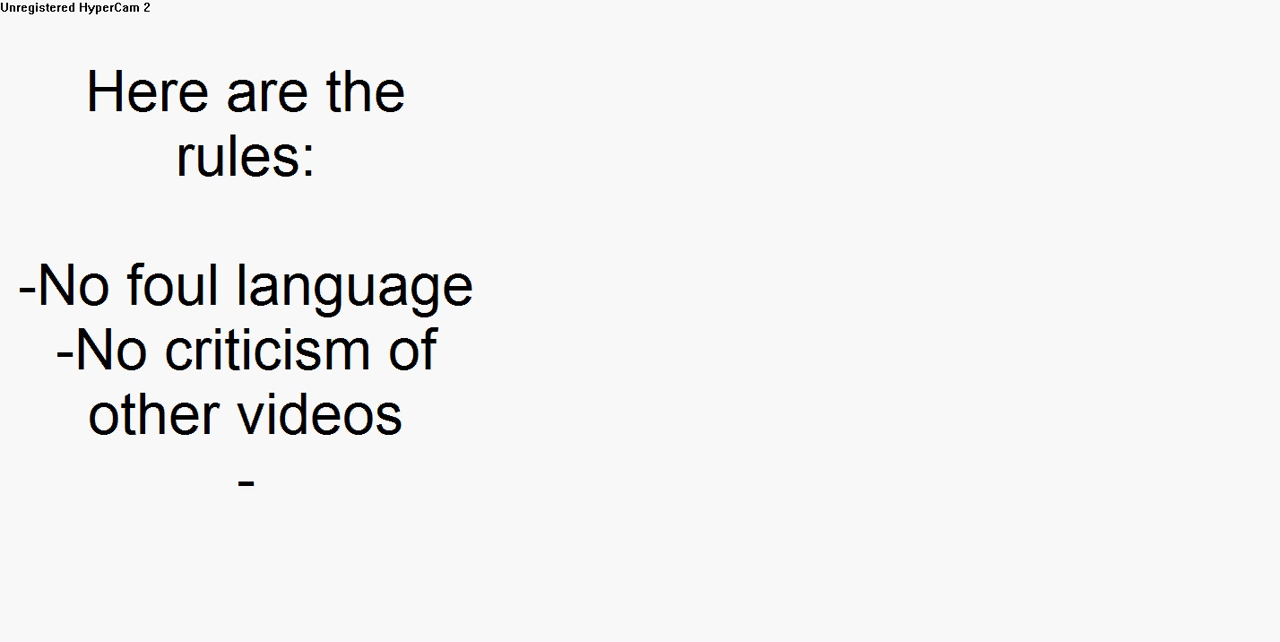 Unregistered HyperCam 2
Here are the
rules:
-No foul language
-No criticism of
other videos
-